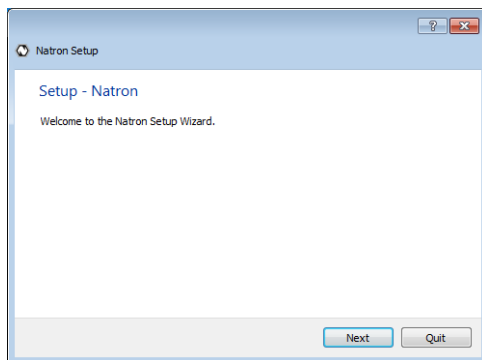 ?
Natron Setup
Setup - Natron
Welcome to the Natron Setup Wizard.
Next Quit